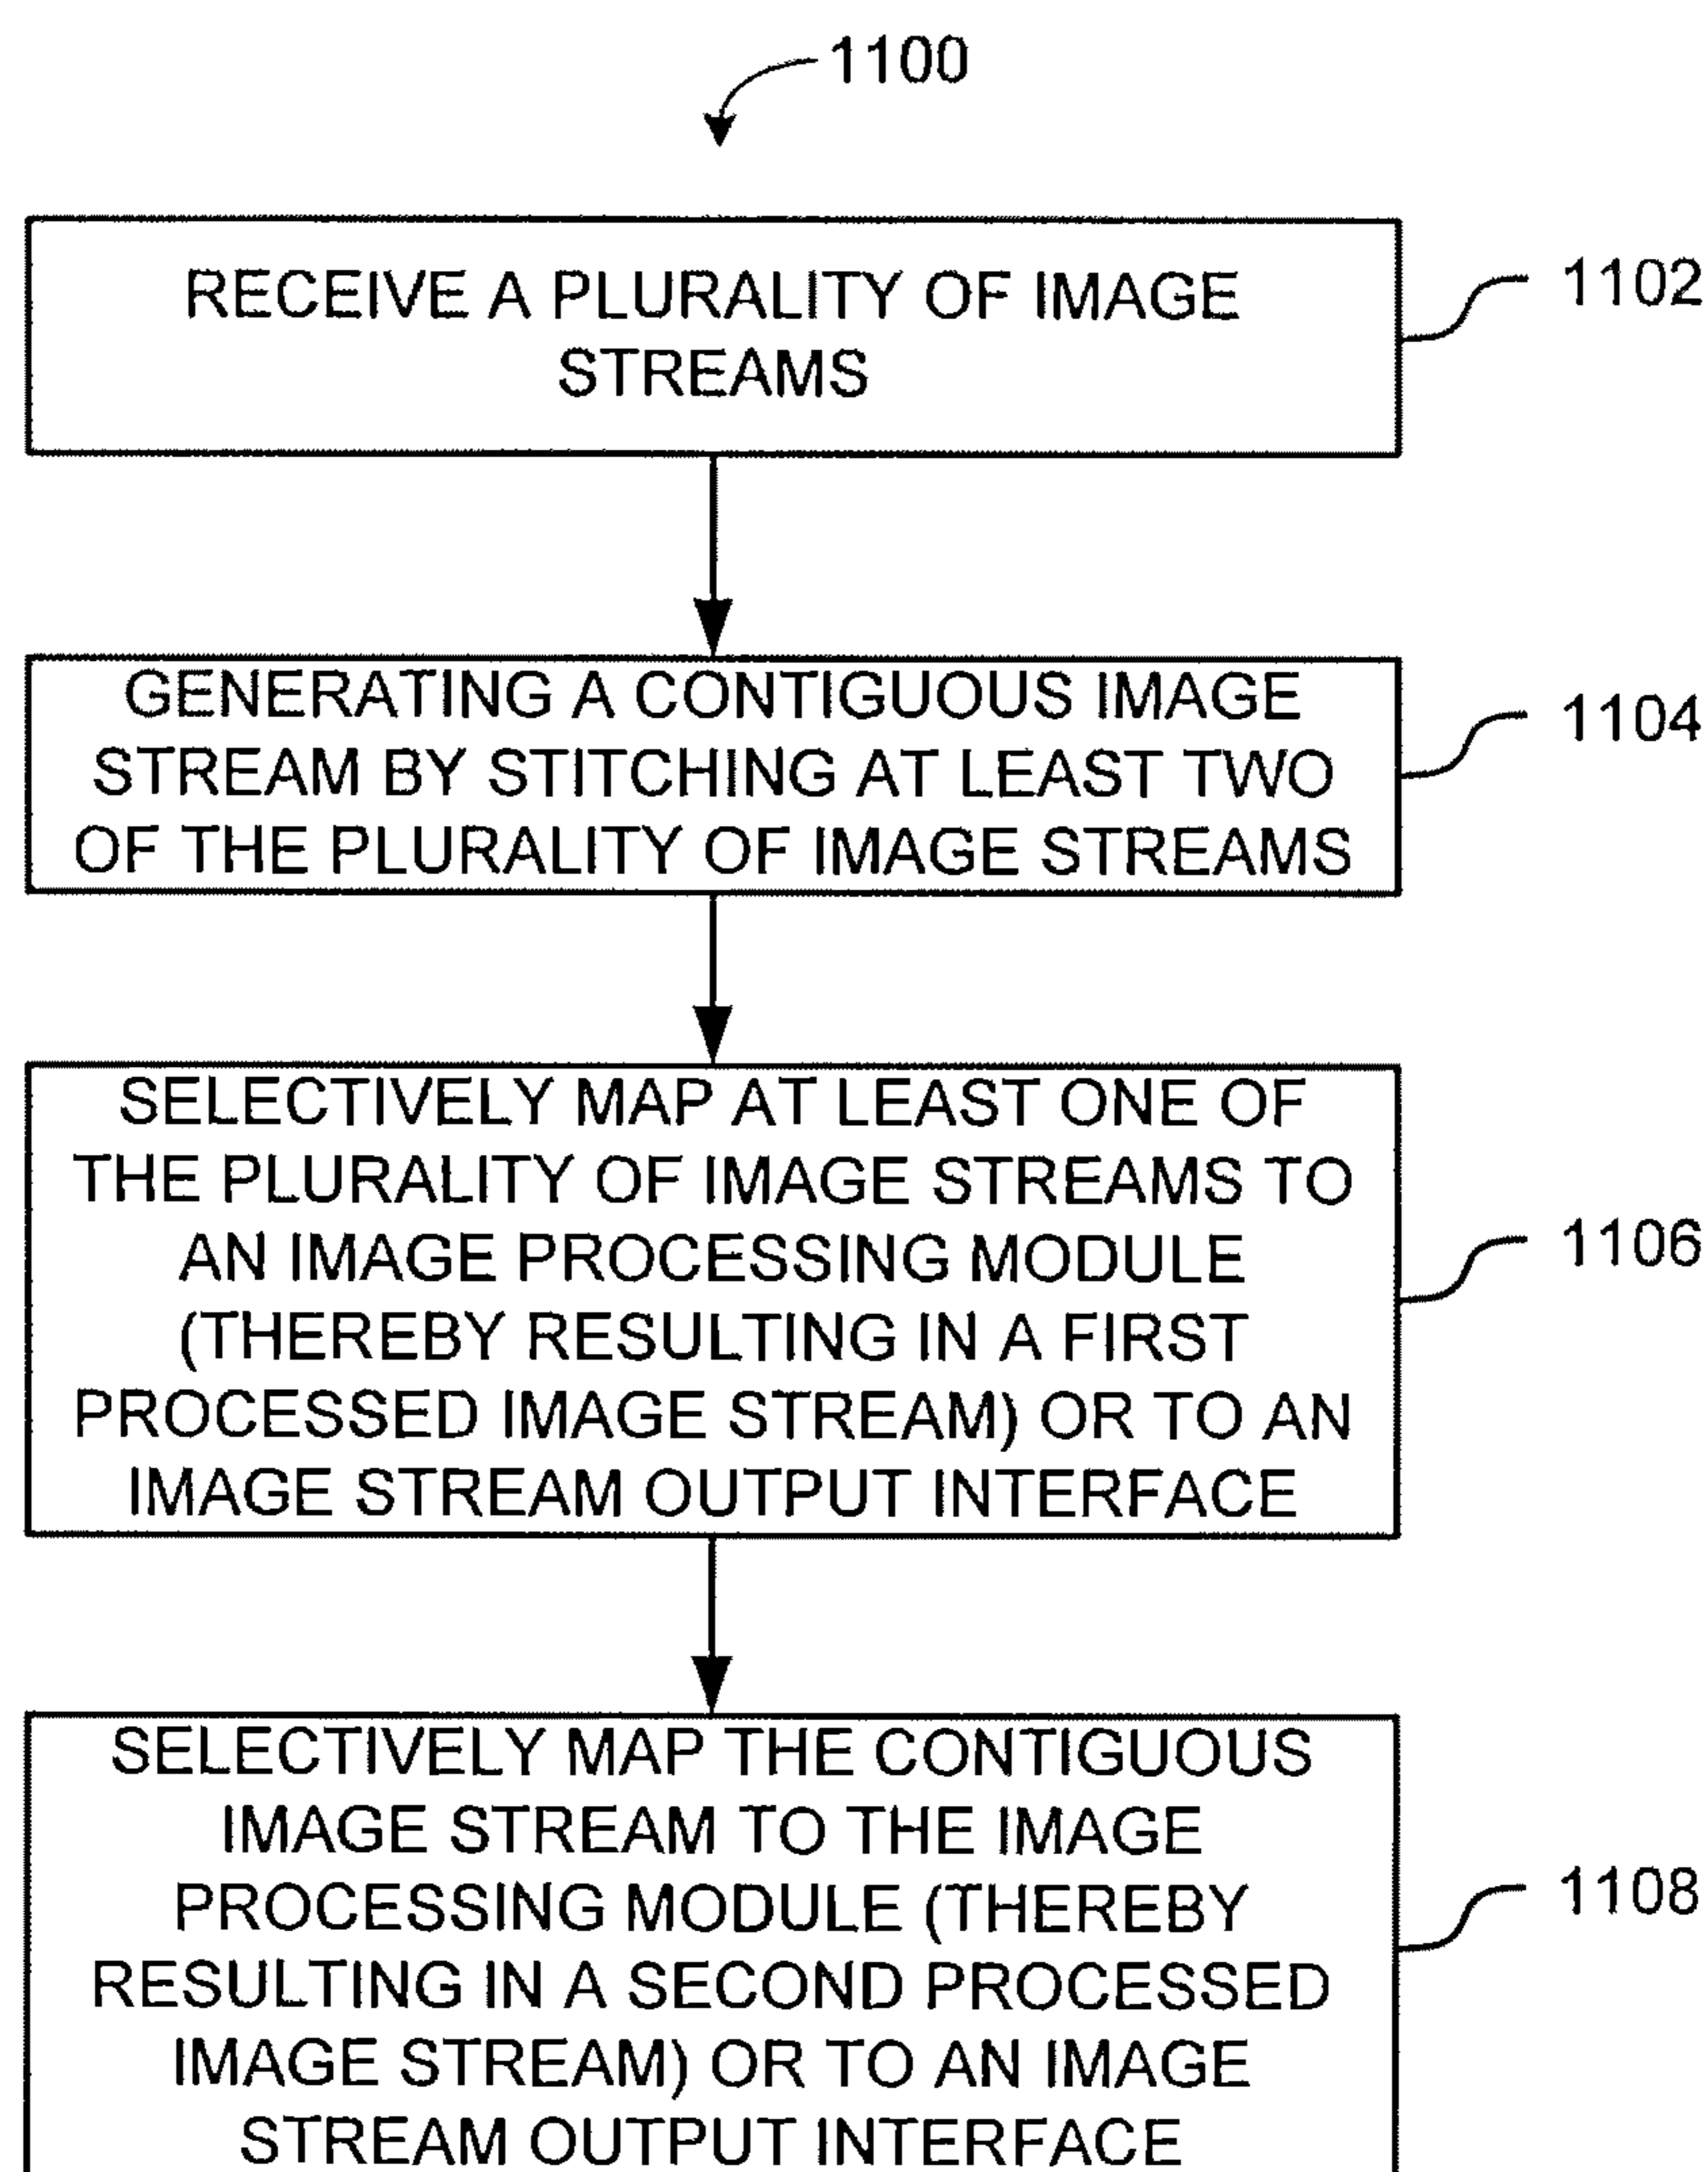 1100
RECEIVE A PLURALITY OF IMAGE
STREAMS
1102
GENERATING A CONTIGUOUS IMAGE
STREAM BY STITCHING AT LEAST TWO
OF THE PLURALITY OF IMAGE STREAMS
1104
SELECTIVELY MAP AT LEAST ONE OF
THE PLURALITY OF IMAGE STREAMS TO
AN IMAGE PROCESSING MODULE
(THEREBY RESULTING IN A FIRST
PROCESSED IMAGE STREAM) OR TO AN
IMAGE STREAM OUTPUT INTERFACE
1106
SELECTIVELY MAP THE CONTIGUOUS
IMAGE STREAM TO THE IMAGE
PROCESSING MODULE (THEREBY
RESULTING IN A SECOND PROCESSED
IMAGE STREAM) OR TO AN IMAGE
STREAM OUTPUT INTERFACE
1108